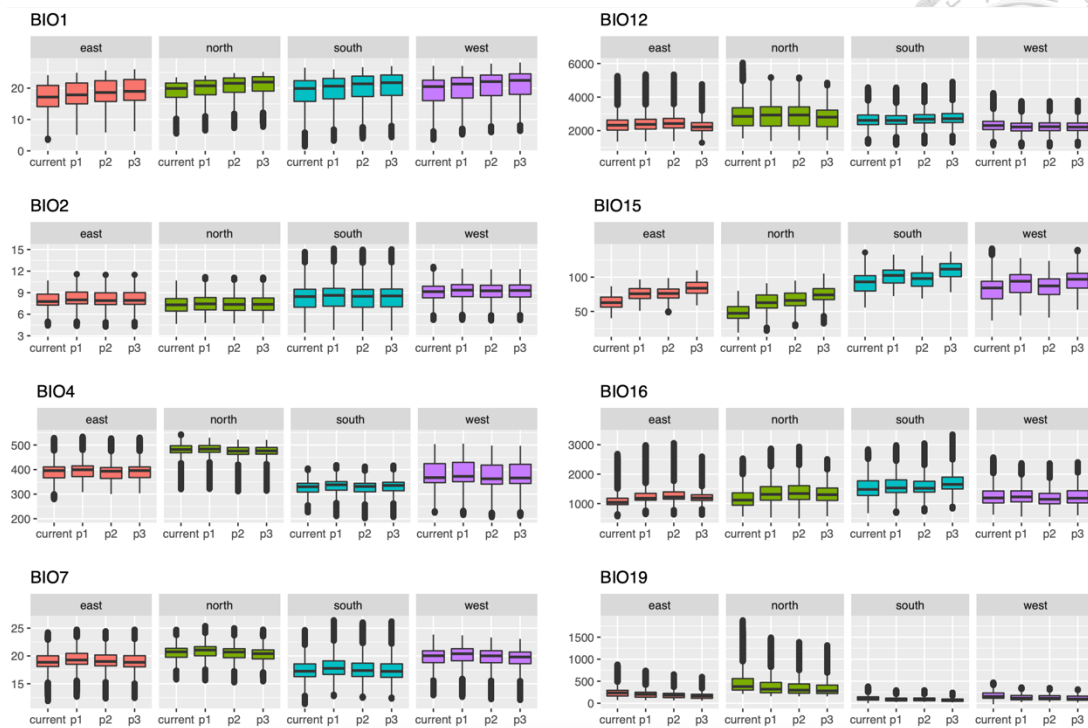 BIO1
east north south west
20
10
0
current p1 p2 p3 current p1 p2 p3 current p1 p2 p3 current p1 p2 p3
BIO12
east north south west
6000
4000
2000
current p1 p2 p3 current p1 p2 p3 current p1 p2 p3 current p1 p2 p3
BIO2
east north south west
15
12
9
6
3
current p1 p2 p3 current p1 p2 p3 current p1 p2 p3 current p1 p2 p3
BIO15
east north south west
100
50
current p1 p2 p3 current p1 p2 p3 current p1 p2 p3 current p1 p2 p3
BIO4
east north south west
500
400
300
200
current p1 p2 p3 current p1 p2 p3 current p1 p2 p3 current p1 p2 p3
BIO16
east north south west
3000
2000
1000
current p1 p2 p3 current p1 p2 p3 current p1 p2 p3 current p1 p2 p3
BIO7
east north south west
25
20
15
current p1 p2 p3 current p1 p2 p3 current p1 p2 p3 current p1 p2 p3
BIO19
east north south west
1500
1000
500
0
current p1 p2 p3 current p1 p2 p3 current p1 p2 p3 current p1 p2 p3